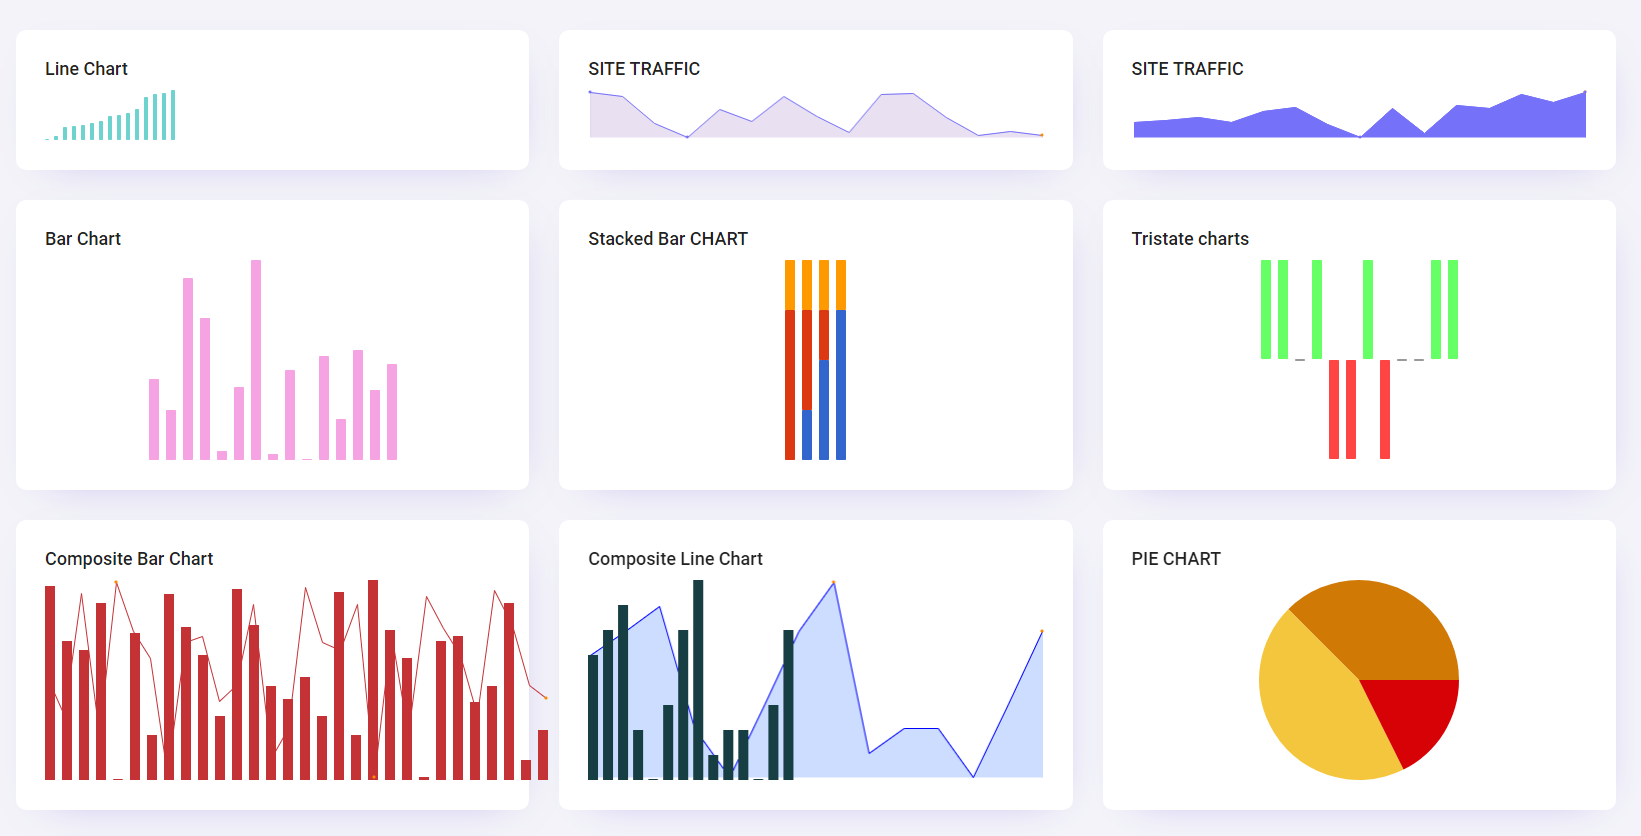 Line Chart
SITE TRAFFIC
SITE TRAFFIC
Bar Chart
Stacked Bar CHART
Tristate charts
Composite Bar Chart
Composite Line Chart
PIE CHART